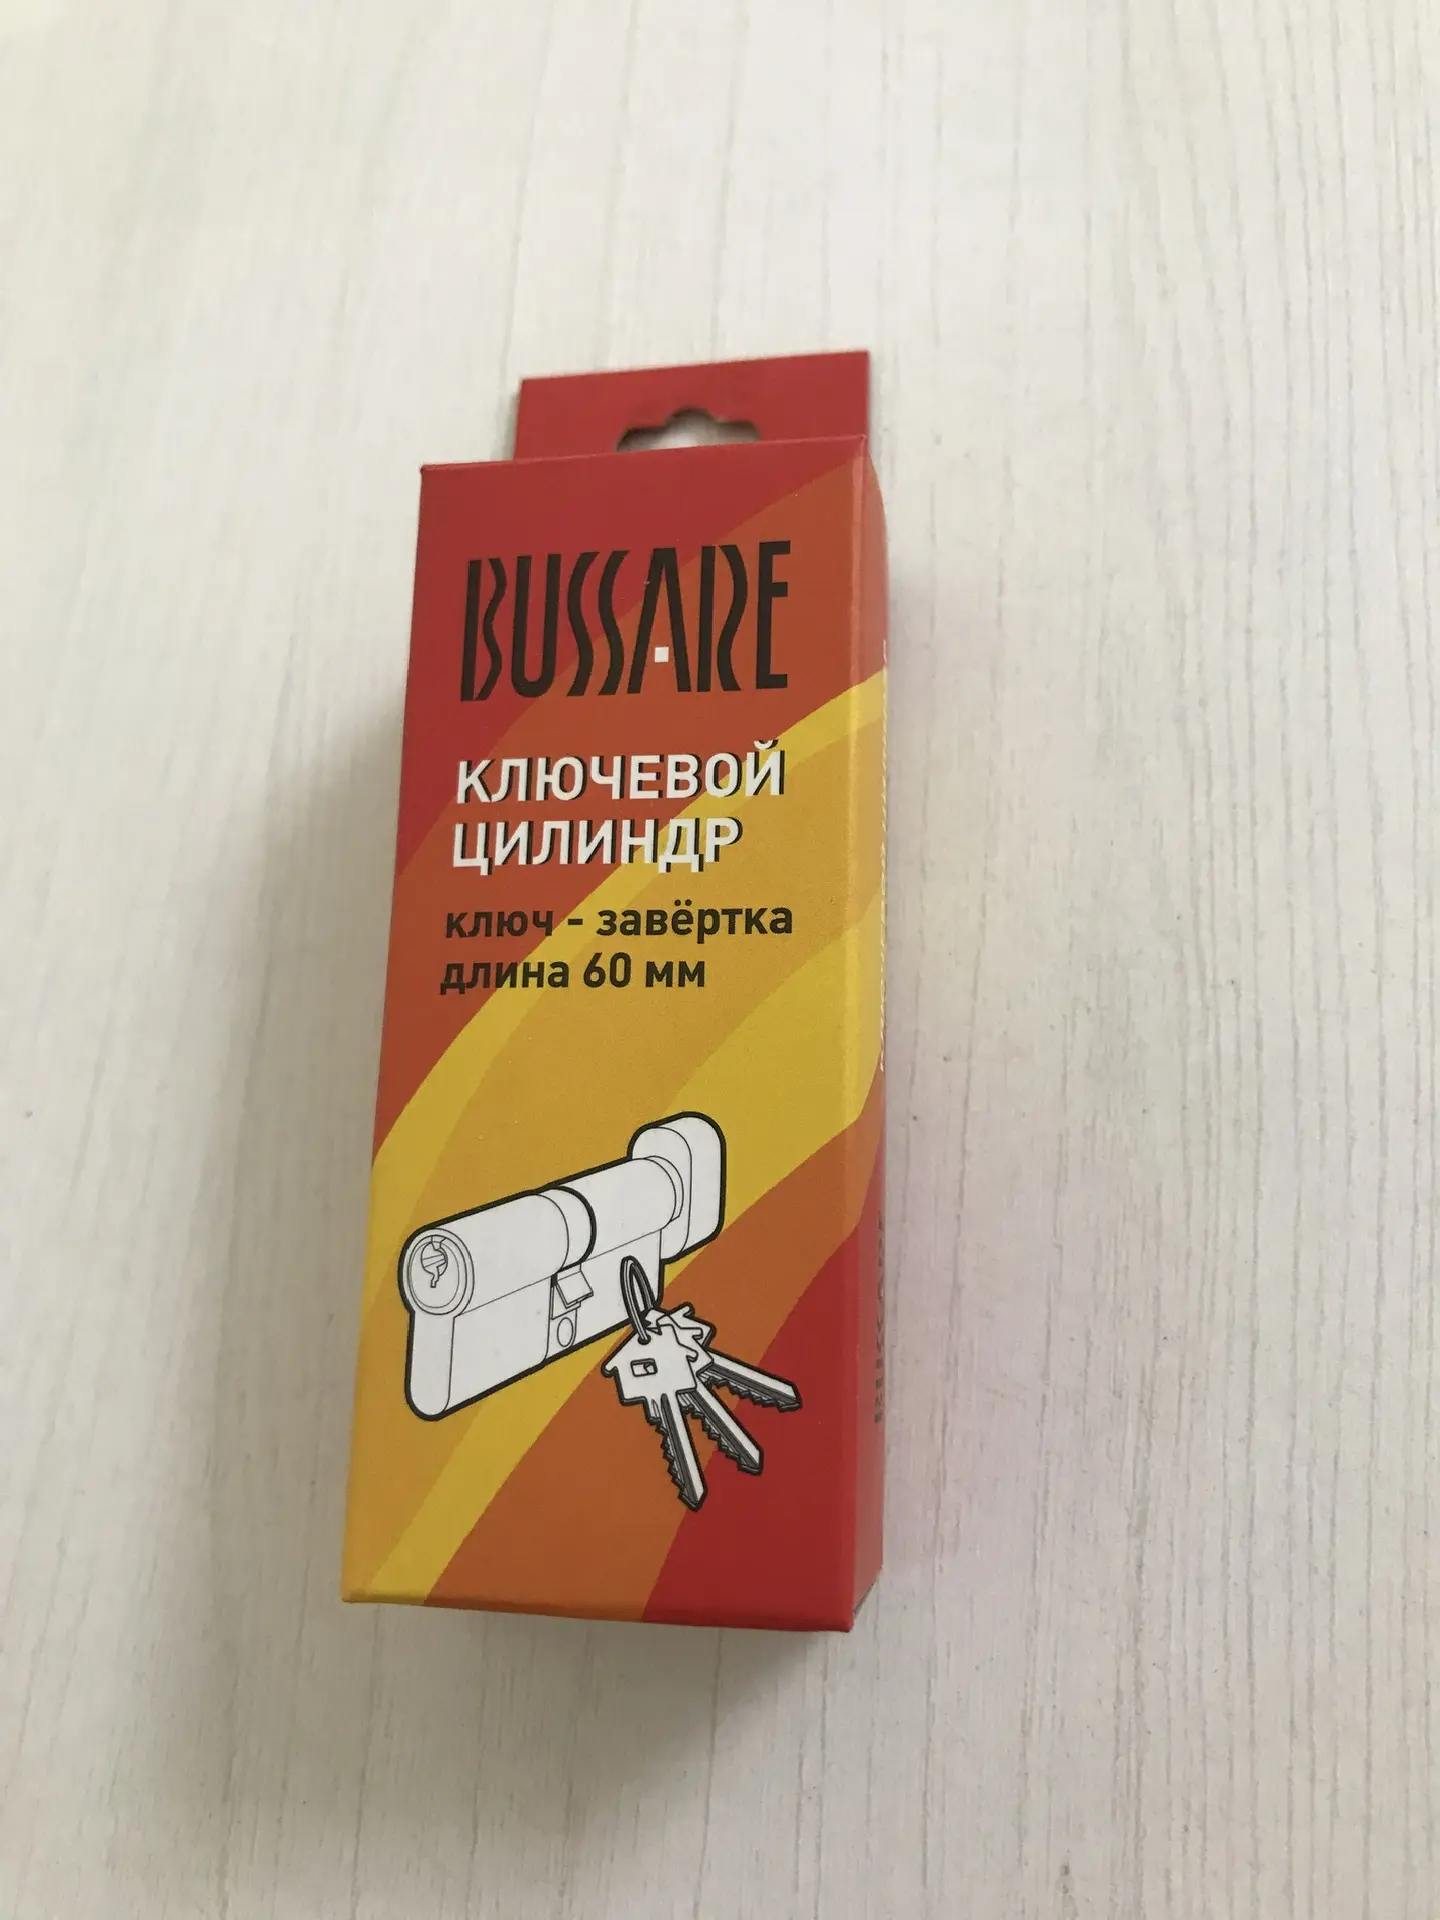 BUSSARE
КЛЮЧЕВОЙ
ЦИЛИНДР
ключ - завёртка
длина 60 мм